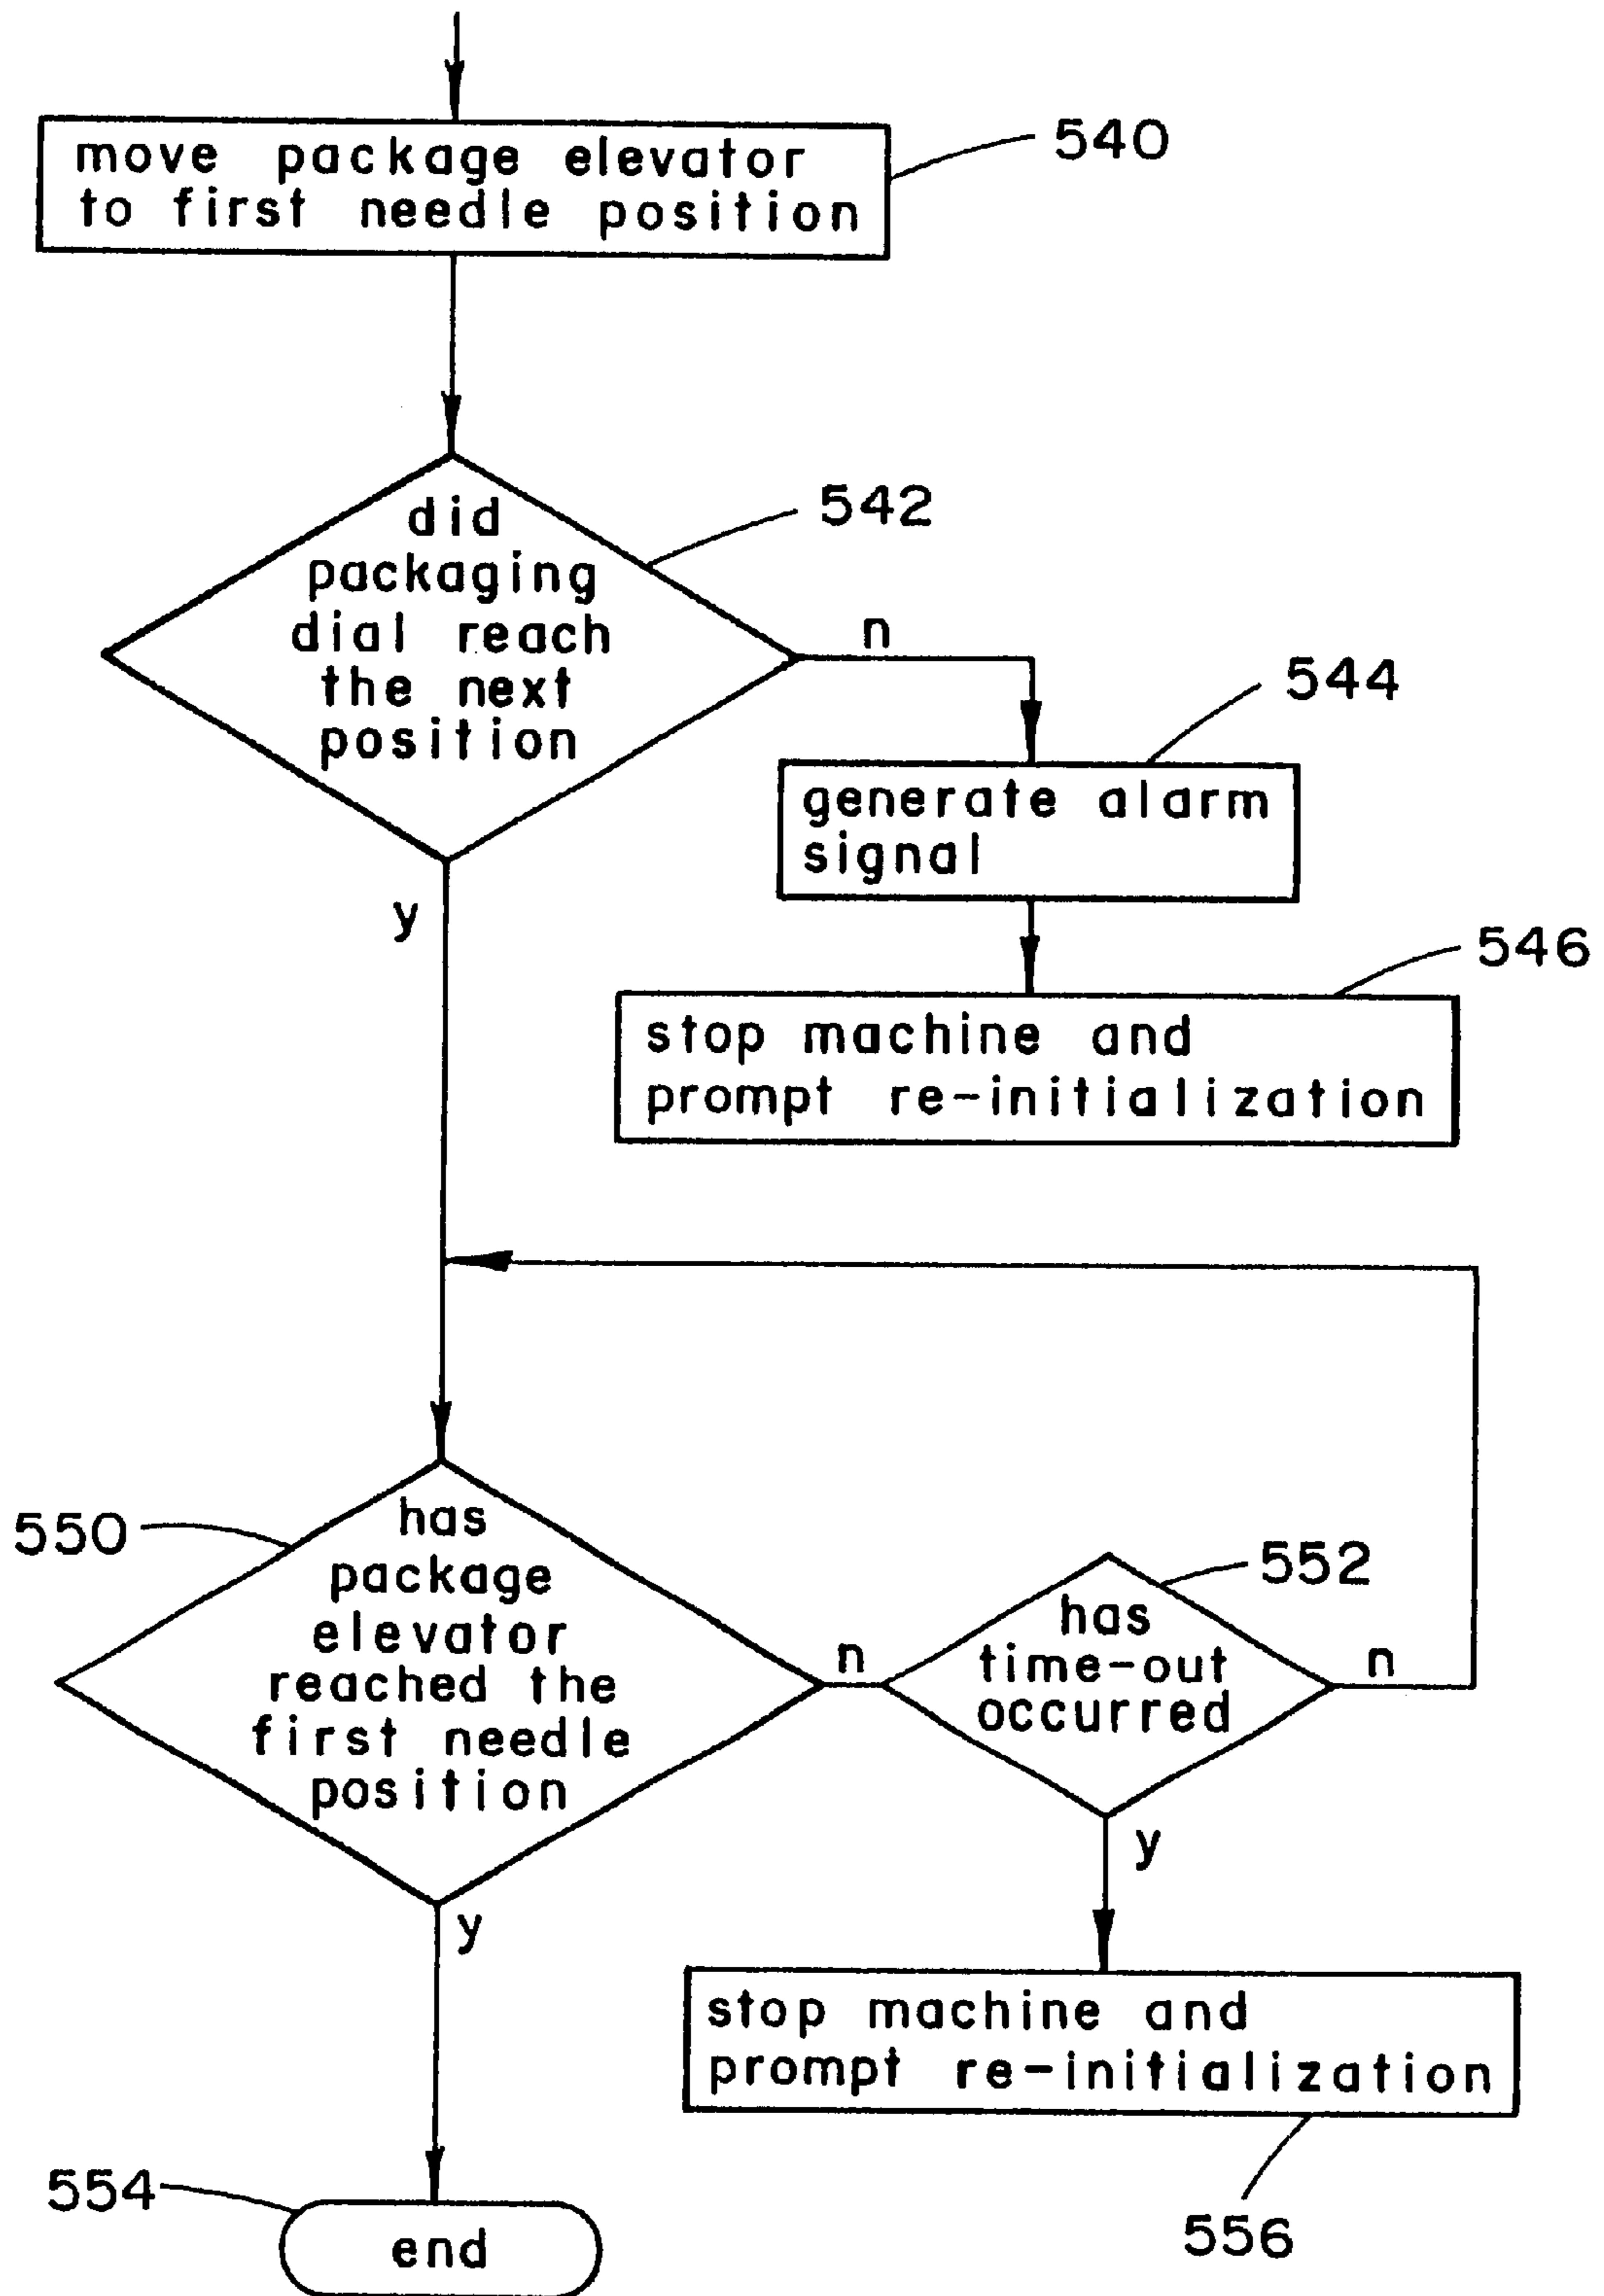 move package elevator
to first needle position
540
did
packaging
dial reach
the next
position
542
n
y
544
generate alarm
signal
546
stop machine and
prompt re-initialization
550
has
package
elevator
reached the
first needle
position
n
y
552
has
time-out
occurred
n
y
stop machine and
prompt re-initialization
556
554
end